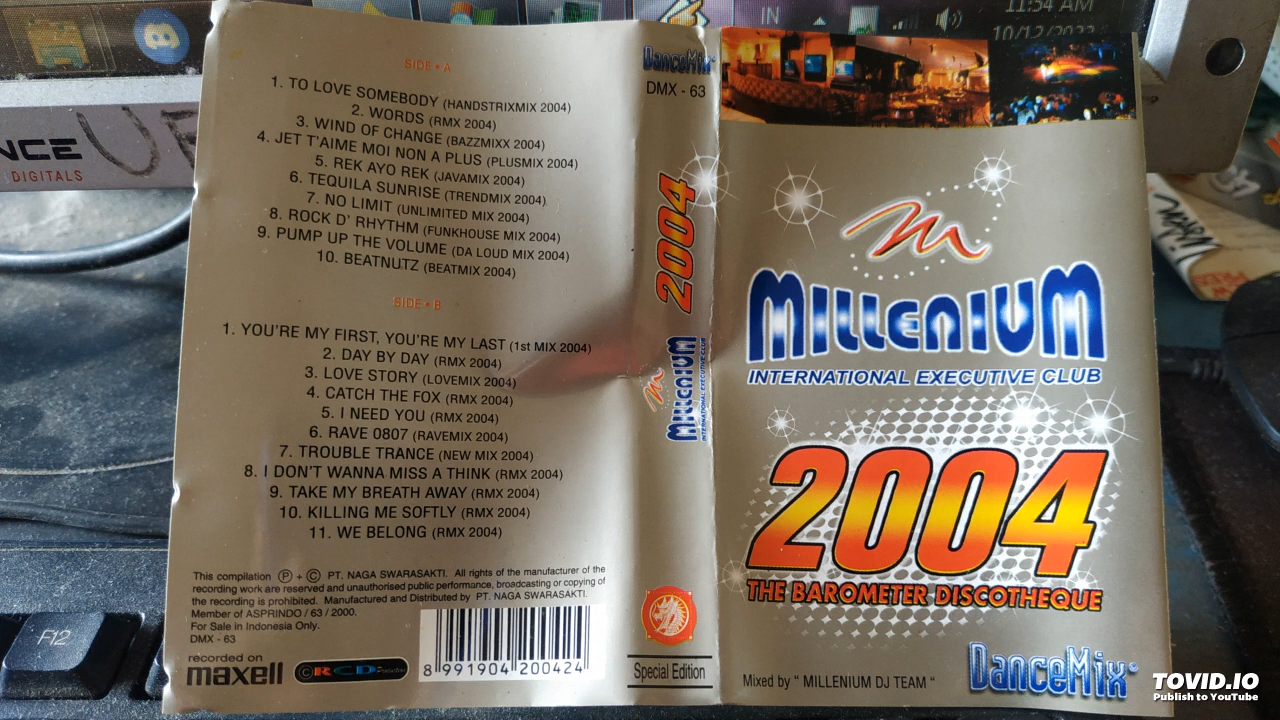 IN
11:54 AM
10/12/2023
NCE
UF
DIGITALS
SIDE • A
1. TO LOVE SOMEBODY (HANDSTRIXMIX 2004)
2. WORDS (RMX 2004)
3. WIND OF CHANGE (BAZZMIXX 2004)
4. JET T'AIME MOI NON A PLUS (PLUSMIX 2004)
5. REK AYO REK (JAVAMIX 2004)
6. TEQUILA SUNRISE (TRENDMIX 2004)
7. NO LIMIT (UNLIMITED MIX 2004)
8. ROCK D' RHYTHM (FUNKHOUSE MIX 2004)
9. PUMP UP THE VOLUME (DA LOUD MIX 2004)
10. BEATNUTZ (BEATMIX 2004)
SIDE • B
1. YOU'RE MY FIRST, YOU'RE MY LAST (1st MIX 2004)
2. DAY BY DAY (RMX 2004)
3. LOVE STORY (LOVEMIX 2004)
4. CATCH THE FOX (RMX 2004)
5. I NEED YOU (RMX 2004)
6. RAVE 0807 (RAVEMIX 2004)
7. TROUBLE TRANCE (NEW MIX 2004)
8. I DON'T WANNA MISS A THINK (RMX 2004)
9. TAKE MY BREATH AWAY (RMX 2004)
10. KILLING ME SOFTLY (RMX 2004)
11. WE BELONG (RMX 2004)
This compilation Ⓟ + Ⓒ PT. NAGA SWARASAKTI. All rights of the manufacturer of the
recording work are reserved and unauthorised public performance, broadcasting or copying of
the recording is prohibited. Manufactured and Distributed by PT. NAGA SWARASAKTI.
Member of ASPRINDO / 63 / 2000.
For Sale in Indonesia Only.
DMX - 63
recorded on
maxell
RCD
8 991904 200424
F12
DanceMix
DMX - 63
2004
m
MILLENIUM
INTERNATIONAL EXECUTIVE CLUB
Special Edition
m
MILLENIUM
INTERNATIONAL EXECUTIVE CLUB
2004
THE BAROMETER DISCOTHEQUE
Mixed by " MILLENIUM DJ TEAM "
DanceMix
TOVID.IO
Publish to YouTube